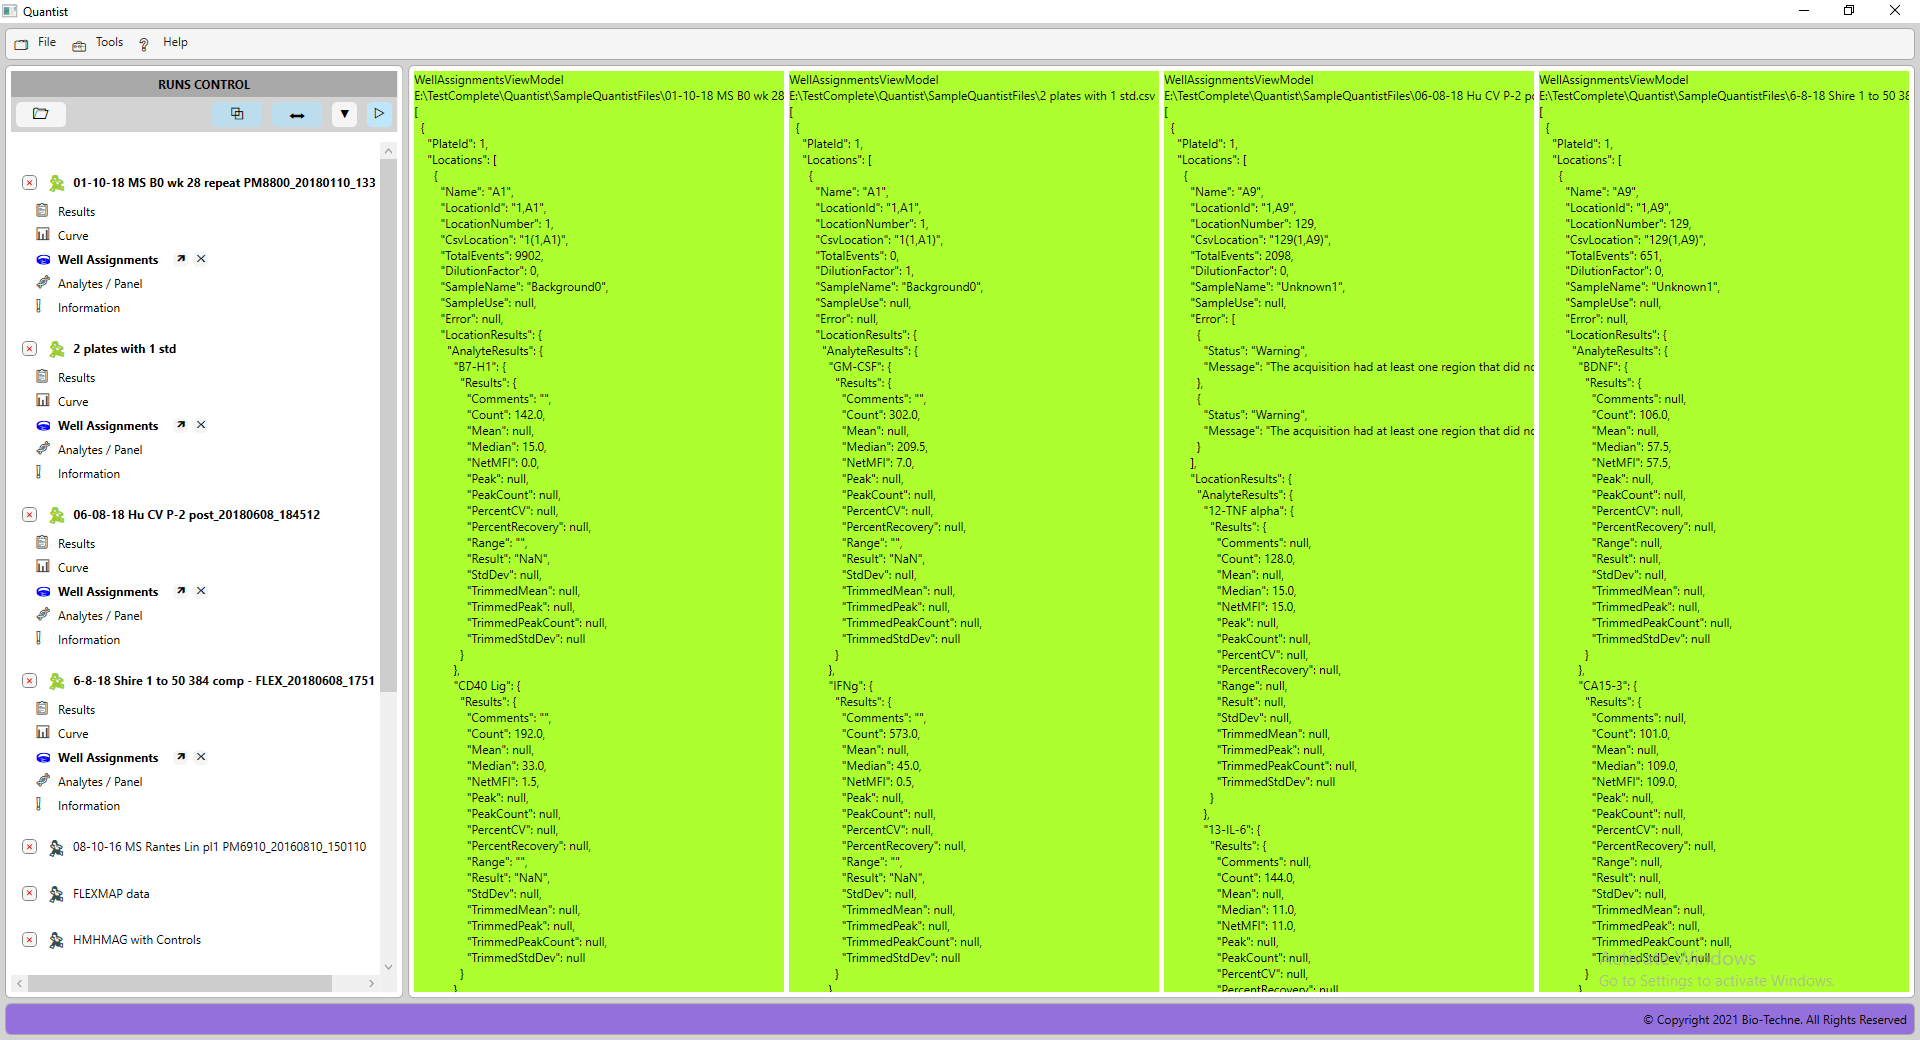 Quantist
File Tools Help
RUNS CONTROL
01-10-18 MS B0 wk 28 repeat PM8800_20180110_133
Results
Curve
Well Assignments
Analytes / Panel
Information
2 plates with 1 std
Results
Curve
Well Assignments
Analytes / Panel
Information
06-08-18 Hu CV P-2 post_20180608_184512
Results
Curve
Well Assignments
Analytes / Panel
Information
6-8-18 Shire 1 to 50 384 comp - FLEX_20180608_1751
Results
Curve
Well Assignments
Analytes / Panel
Information
08-10-16 MS Rantes Lin pl1 PM6910_20160810_150110
FLEXMAP data
HMHMAG with Controls
WellAssignmentsViewModel
E:\TestComplete\Quantist\SampleQuantistFiles\01-10-18 MS B0 wk 28
[
{
"PlateId": 1,
"Locations": [
{
"Name": "A1",
"LocationId": "1,A1",
"LocationNumber": 1,
"CsvLocation": "1(1,A1)",
"TotalEvents": 9902,
"DilutionFactor": 0,
"SampleName": "Background0",
"SampleUse": null,
"Error": null,
"LocationResults": {
"AnalyteResults": {
"B7-H1": {
"Results": {
"Comments": "",
"Count": 142.0,
"Mean": null,
"Median": 15.0,
"NetMFI": 0.0,
"Peak": null,
"PeakCount": null,
"PercentCV": null,
"PercentRecovery": null,
"Range": "",
"Result": "NaN",
"StdDev": null,
"TrimmedMean": null,
"TrimmedPeak": null,
"TrimmedPeakCount": null,
"TrimmedStdDev": null
}
},
"CD40 Lig": {
"Results": {
"Comments": "",
"Count": 192.0,
"Mean": null,
"Median": 33.0,
"NetMFI": 1.5,
"Peak": null,
"PeakCount": null,
"PercentCV": null,
"PercentRecovery": null,
"Range": "",
"Result": "NaN",
"StdDev": null,
"TrimmedMean": null,
"TrimmedPeak": null,
"TrimmedPeakCount": null,
"TrimmedStdDev": null
}
}
WellAssignmentsViewModel
E:\TestComplete\Quantist\SampleQuantistFiles\2 plates with 1 std.csv
[
{
"PlateId": 1,
"Locations": [
{
"Name": "A1",
"LocationId": "1,A1",
"LocationNumber": 1,
"CsvLocation": "1(1,A1)",
"TotalEvents": 0,
"DilutionFactor": 1,
"SampleName": "Background0",
"SampleUse": null,
"Error": null,
"LocationResults": {
"AnalyteResults": {
"GM-CSF": {
"Results": {
"Comments": "",
"Count": 302.0,
"Mean": null,
"Median": 209.5,
"NetMFI": 7.0,
"Peak": null,
"PeakCount": null,
"PercentCV": null,
"PercentRecovery": null,
"Range": "",
"Result": "NaN",
"StdDev": null,
"TrimmedMean": null,
"TrimmedPeak": null,
"TrimmedPeakCount": null,
"TrimmedStdDev": null
}
},
"IFNg": {
"Results": {
"Comments": "",
"Count": 573.0,
"Mean": null,
"Median": 45.0,
"NetMFI": 0.5,
"Peak": null,
"PeakCount": null,
"PercentCV": null,
"PercentRecovery": null,
"Range": "",
"Result": "NaN",
"StdDev": null,
"TrimmedMean": null,
"TrimmedPeak": null,
"TrimmedPeakCount": null,
"TrimmedStdDev": null
}
}
WellAssignmentsViewModel
E:\TestComplete\Quantist\SampleQuantistFiles\06-08-18 Hu CV P-2 po
[
{
"PlateId": 1,
"Locations": [
{
"Name": "A9",
"LocationId": "1,A9",
"LocationNumber": 129,
"CsvLocation": "129(1,A9)",
"TotalEvents": 2098,
"DilutionFactor": 0,
"SampleName": "Unknown1",
"SampleUse": null,
"Error": [
{
"Status": "Warning",
"Message": "The acquisition had at least one region that did no
},
{
"Status": "Warning",
"Message": "The acquisition had at least one region that did no
}
],
"LocationResults": {
"AnalyteResults": {
"12-TNF alpha": {
"Results": {
"Comments": null,
"Count": 128.0,
"Mean": null,
"Median": 15.0,
"NetMFI": 15.0,
"Peak": null,
"PeakCount": null,
"PercentCV": null,
"PercentRecovery": null,
"Range": null,
"Result": null,
"StdDev": null,
"TrimmedMean": null,
"TrimmedPeak": null,
"TrimmedPeakCount": null,
"TrimmedStdDev": null
}
},
"13-IL-6": {
"Results": {
"Comments": null,
"Count": 144.0,
"Mean": null,
"Median": 11.0,
"NetMFI": 11.0,
"Peak": null,
"PeakCount": null,
"PercentCV": null,
"PercentRecovery": null
WellAssignmentsViewModel
E:\TestComplete\Quantist\SampleQuantistFiles\6-8-18 Shire 1 to 50 38
[
{
"PlateId": 1,
"Locations": [
{
"Name": "A9",
"LocationId": "1,A9",
"LocationNumber": 129,
"CsvLocation": "129(1,A9)",
"TotalEvents": 651,
"DilutionFactor": 0,
"SampleName": "Unknown1",
"SampleUse": null,
"Error": null,
"LocationResults": {
"AnalyteResults": {
"BDNF": {
"Results": {
"Comments": null,
"Count": 106.0,
"Mean": null,
"Median": 57.5,
"NetMFI": 57.5,
"Peak": null,
"PeakCount": null,
"PercentCV": null,
"PercentRecovery": null,
"Range": null,
"Result": null,
"StdDev": null,
"TrimmedMean": null,
"TrimmedPeak": null,
"TrimmedPeakCount": null,
"TrimmedStdDev": null
}
},
"CA15-3": {
"Results": {
"Comments": null,
"Count": 101.0,
"Mean": null,
"Median": 109.0,
"NetMFI": 109.0,
"Peak": null,
"PeakCount": null,
"PercentCV": null,
"PercentRecovery": null,
"Range": null,
"Result": null,
"StdDev": null,
"TrimmedMean": null,
"TrimmedPeak": null,
"TrimmedPeakCount": null,
"TrimmedStdDev": null
}
}
Activate Windows
Go to Settings to activate Windows.
© Copyright 2021 Bio-Techne. All Rights Reserved